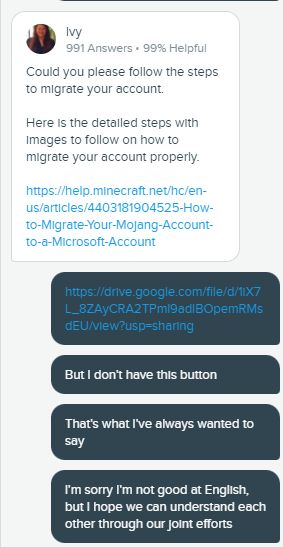 Ivy
991 Answers • 99% Helpful
Could you please follow the steps
to migrate your account.
Here is the detailed steps with
images to follow on how to
migrate your account properly.
https://help.minecraft.net/hc/en-
us/articles/4403181904525-How-
to-Migrate-Your-Mojang-Account-
to-a-Microsoft-Account
https://drive.google.com/file/d/1iX7
L_8ZAyCRA2TPml9adlBOpemRMs
dEU/view?usp=sharing
But I don't have this button
That's what I've always wanted to
say
I'm sorry I'm not good at English,
but I hope we can understand each
other through our joint efforts